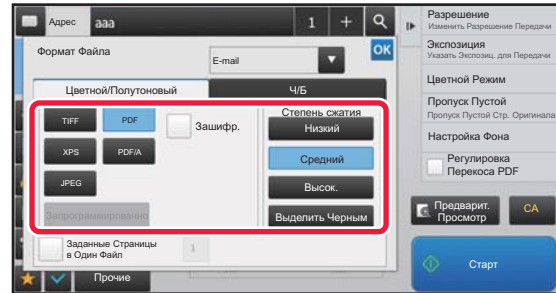 Адрес
aaa
1
Формат Файла
E-mail
OK
Цветной/Полутоновый
Ч/Б
TIFF
PDF
Зашифр.
XPS
PDF/A
JPEG
Запрограммированно
Степень сжатия
Низкий
Средний
Высок.
Выделить Черным
Заданные Страницы
в Один Файл
1
Прочие
Разрешение
Изменить Разрешение Передачи
Экспозиция
Указать Экспозиц. для Передачи
Цветной Режим
Пропуск Пустой
Пропуск Пустой Стр. Оригинала
Настройка Фона
Регулировка
Перекоса PDF
Предварит.
Просмотр
CA
Старт